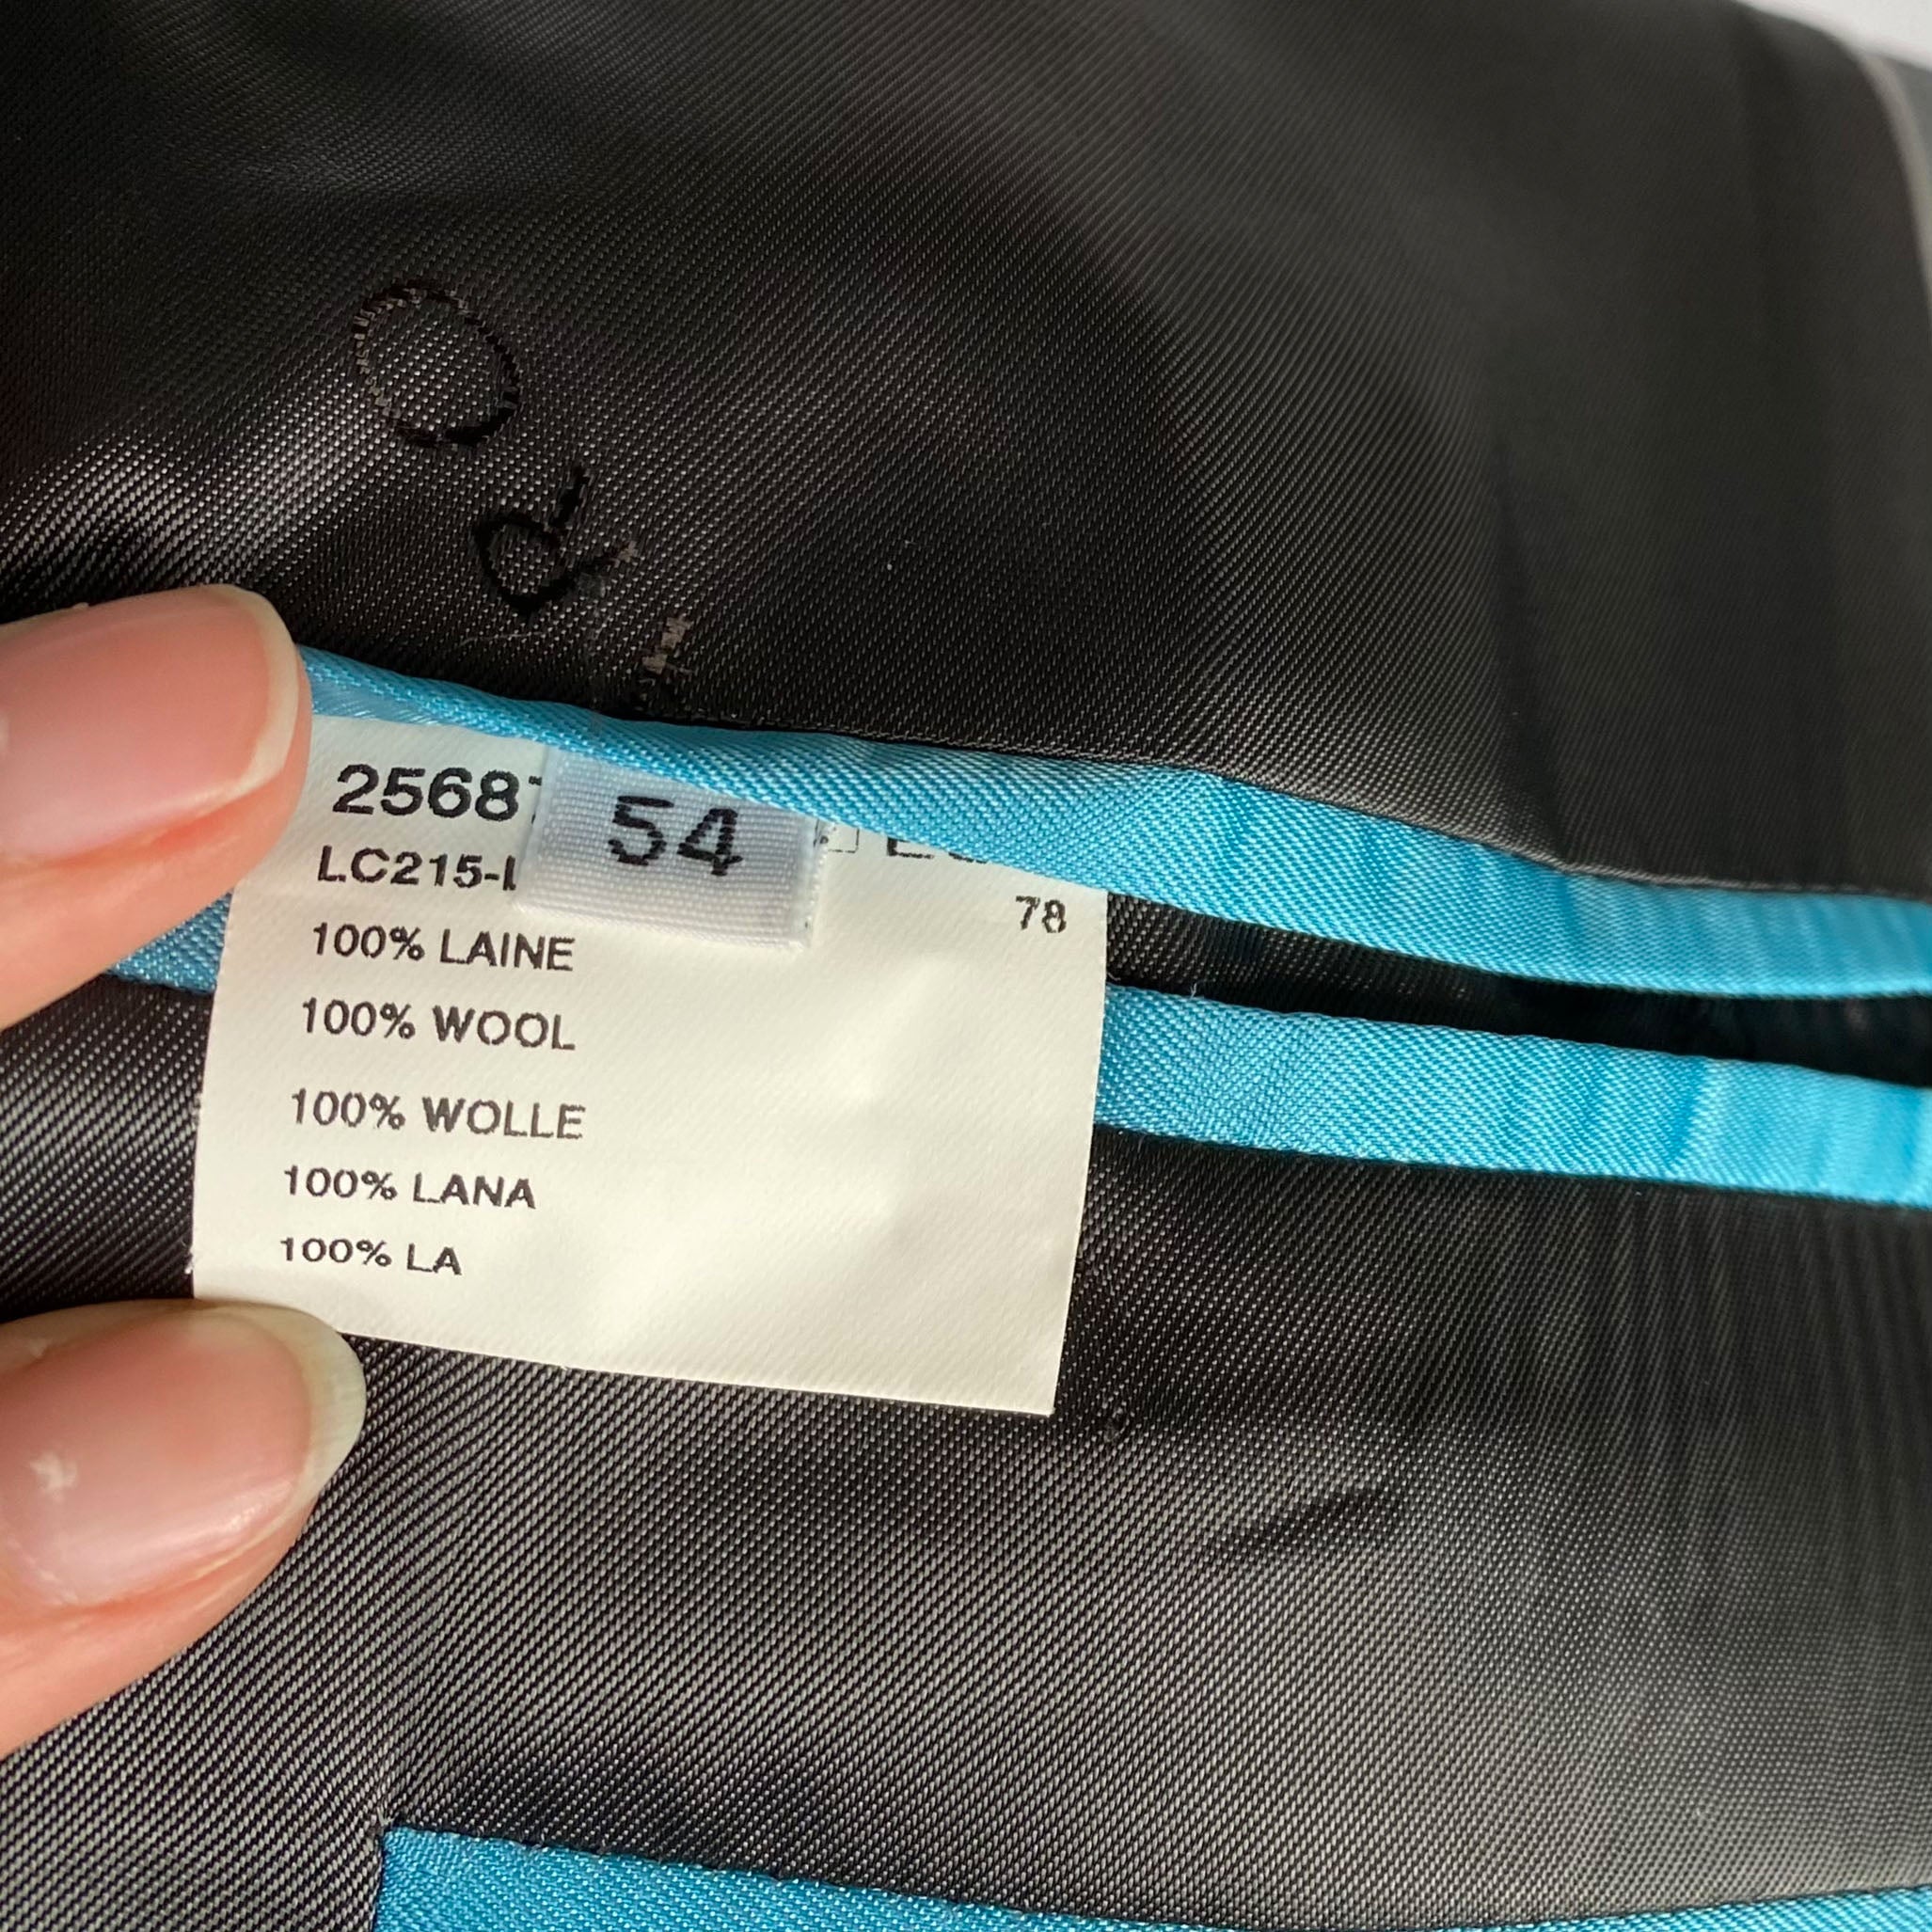 2568
54
LC215-
78
100% LAINE
100% WOOL
100% WOLLE
100% LANA
100% LA